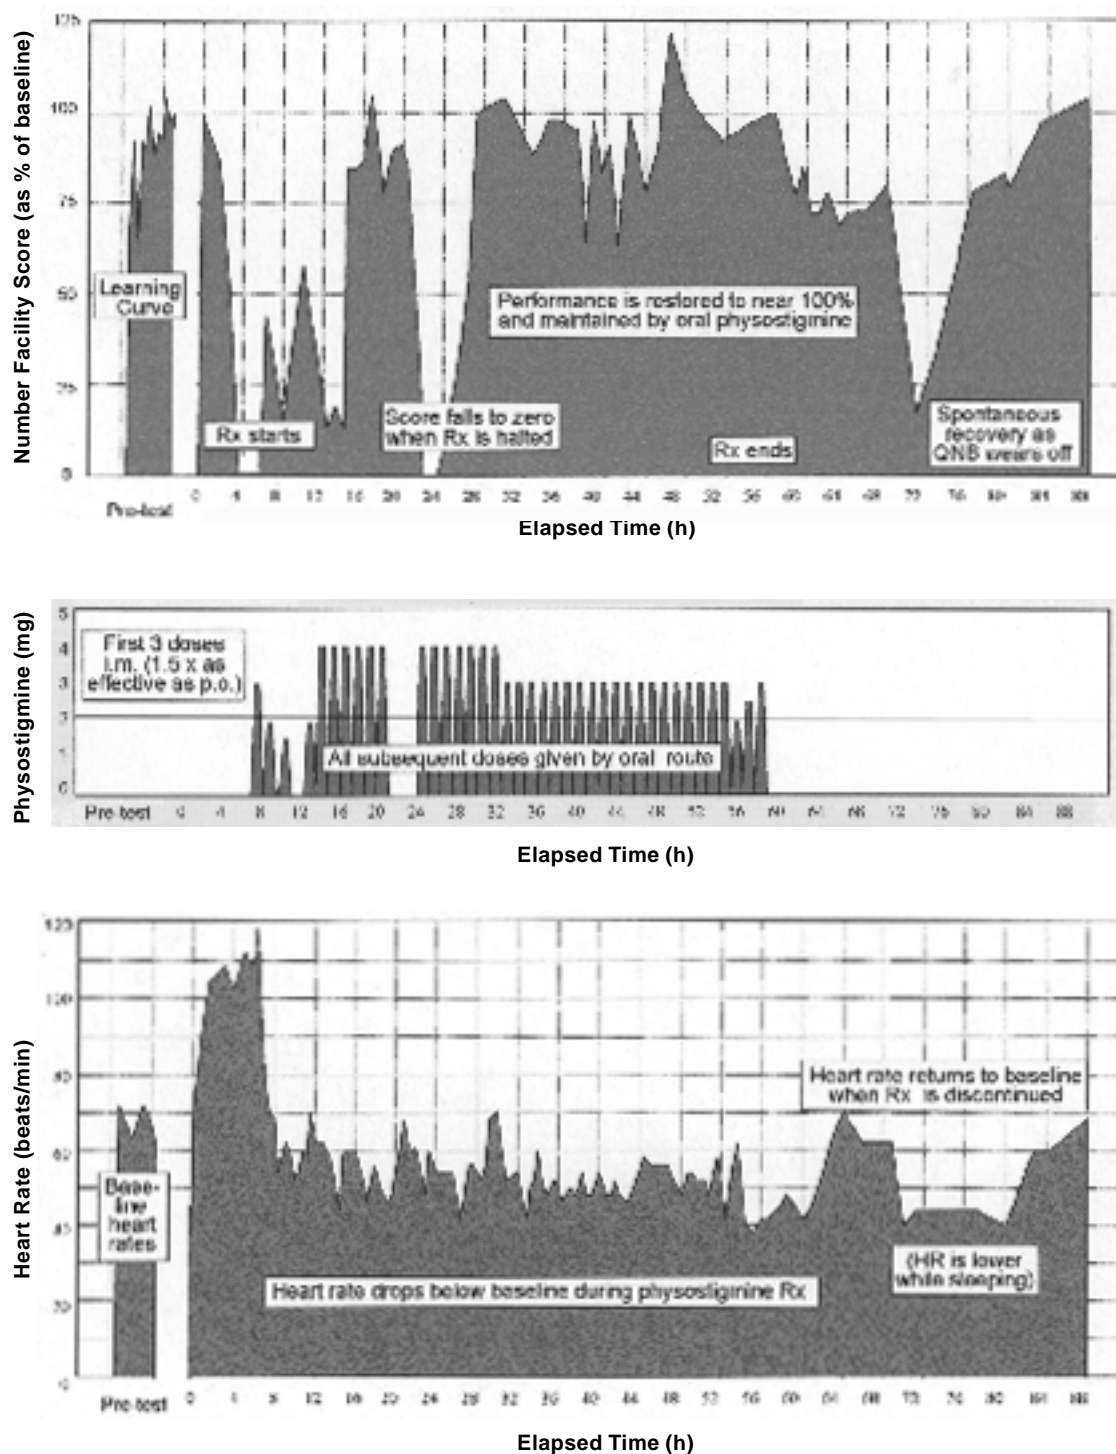 Number Facility Score (as % of baseline)
125
100
75
50
25
0
Learning
Curve
Rx starts
Score falls to zero
when Rx is halted
Performance is restored to near 100%
and maintained by oral physostigmine
Rx ends
Spontaneous
recovery as
QNB wears off
Pre-test 0 4 8 12 16 20 24 28 32 36 40 44 48 52 56 60 64 68 72 76 80 84 88
Elapsed Time (h)
Physostigmine (mg)
5
4
3
2
1
0
First 3 doses
i.m. (1.5 x as
effective as p.o.)
All subsequent doses given by oral route
Pre-test 0 4 8 12 16 20 24 28 32 36 40 44 48 52 56 60 64 68 72 76 80 84 88
Elapsed Time (h)
Heart Rate (beats/min)
120
100
80
60
40
20
0
Base-
line
heart
rates
Heart rate returns to baseline
when Rx is discontinued
(HR is lower
while sleeping)
Heart rate drops below baseline during physostigmine Rx
Pre-test 0 4 8 12 16 20 24 28 32 36 40 44 48 52 56 60 64 68 72 76 80 84 88
Elapsed Time (h)